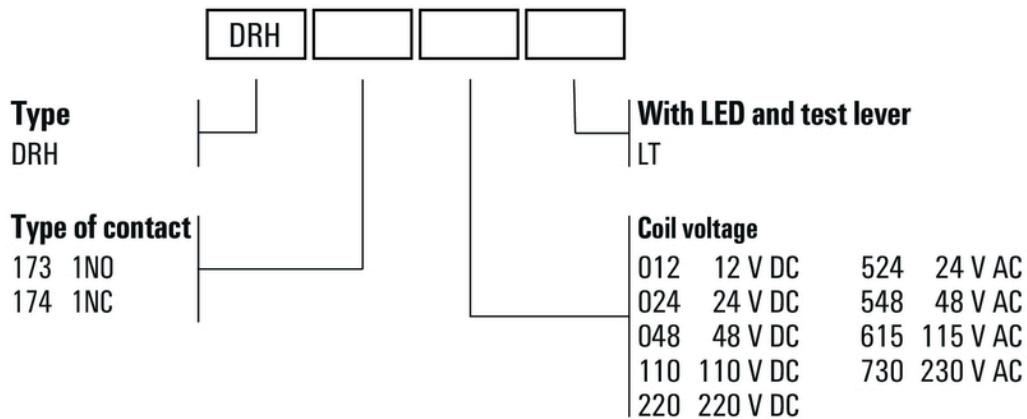 DRH
Type
DRH
With LED and test lever
LT
Type of contact
173 1NO
174 1NC
Coil voltage
012 12 V DC 524 24 V AC
024 24 V DC 548 48 V AC
048 48 V DC 615 115 V AC
110 110 V DC 730 230 V AC
220 220 V DC